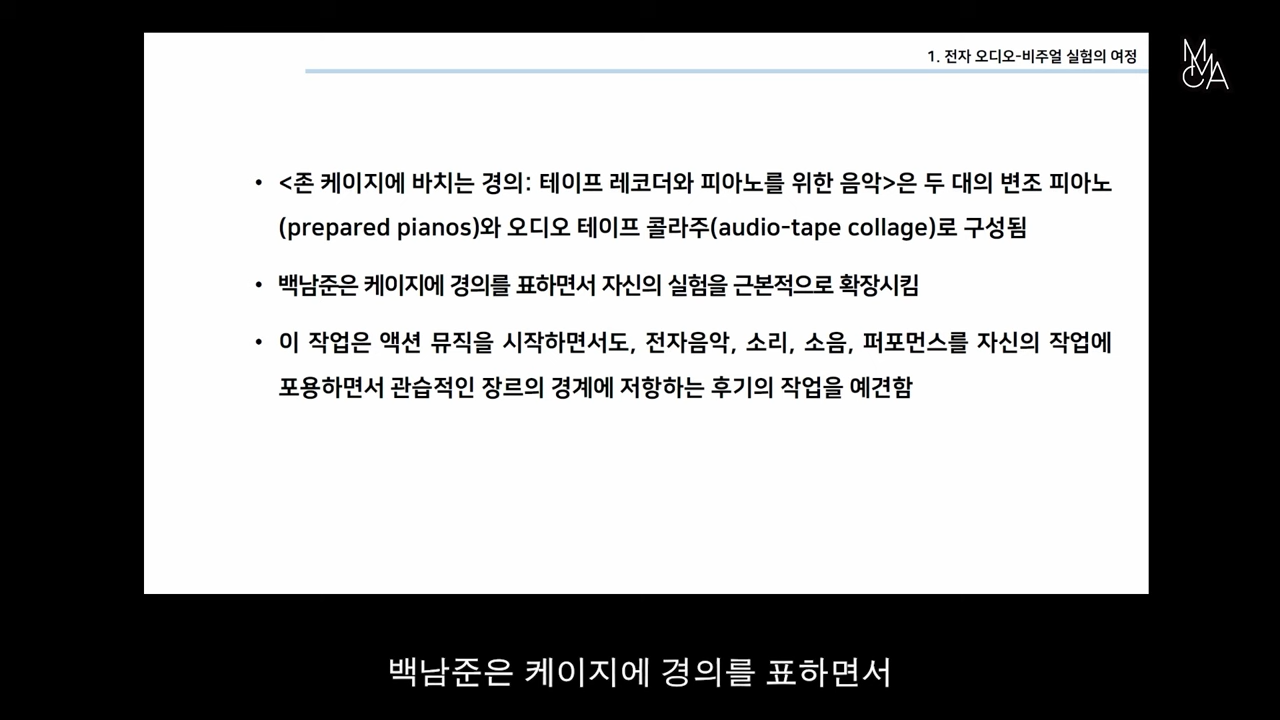 1. 전자 오디오-비주얼 실험의 여정
MMCA
• <존 케이지에 바치는 경의: 테이프 레코더와 피아노를 위한 음악>은 두 대의 변조 피아노
(prepared pianos)와 오디오 테이프 콜라주(audio-tape collage)로 구성됨
• 백남준은 케이지에 경의를 표하면서 자신의 실험을 근본적으로 확장시킴
• 이 작업은 액션 뮤직을 시작하면서도, 전자음악, 소리, 소음, 퍼포먼스를 자신의 작업에
포용하면서 관습적인 장르의 경계에 저항하는 후기의 작업을 예견함
백남준은 케이지에 경의를 표하면서